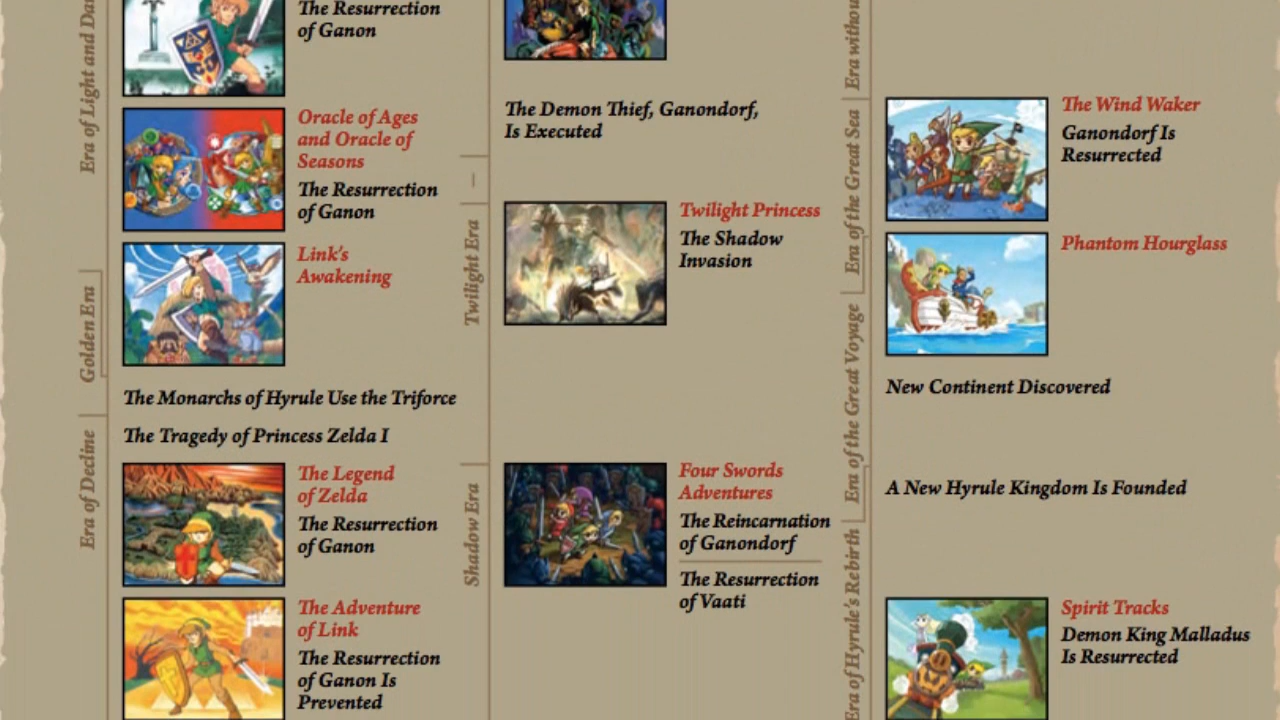 Era of Light and Dar
The Resurrection
of Ganon
Oracle of Ages
and Oracle of
Seasons
The Resurrection
of Ganon
Link's
Awakening
Golden Era
The Monarchs of Hyrule Use the Triforce
The Tragedy of Princess Zelda I
Era of Decline
The Legend
of Zelda
The Resurrection
of Ganon
The Adventure
of Link
The Resurrection
of Ganon Is
Prevented
The Demon Thief, Ganondorf,
Is Executed
Twilight Era
Twilight Princess
The Shadow
Invasion
Shadow Era
Four Swords
Adventures
The Reincarnation
of Ganondorf
The Resurrection
of Vaati
Era withou
Era of the Great Sea
The Wind Waker
Ganondorf Is
Resurrected
Phantom Hourglass
Era of the Great Voyage
New Continent Discovered
A New Hyrule Kingdom Is Founded
Era of Hyrule's Rebirth
Spirit Tracks
Demon King Malladus
Is Resurrected